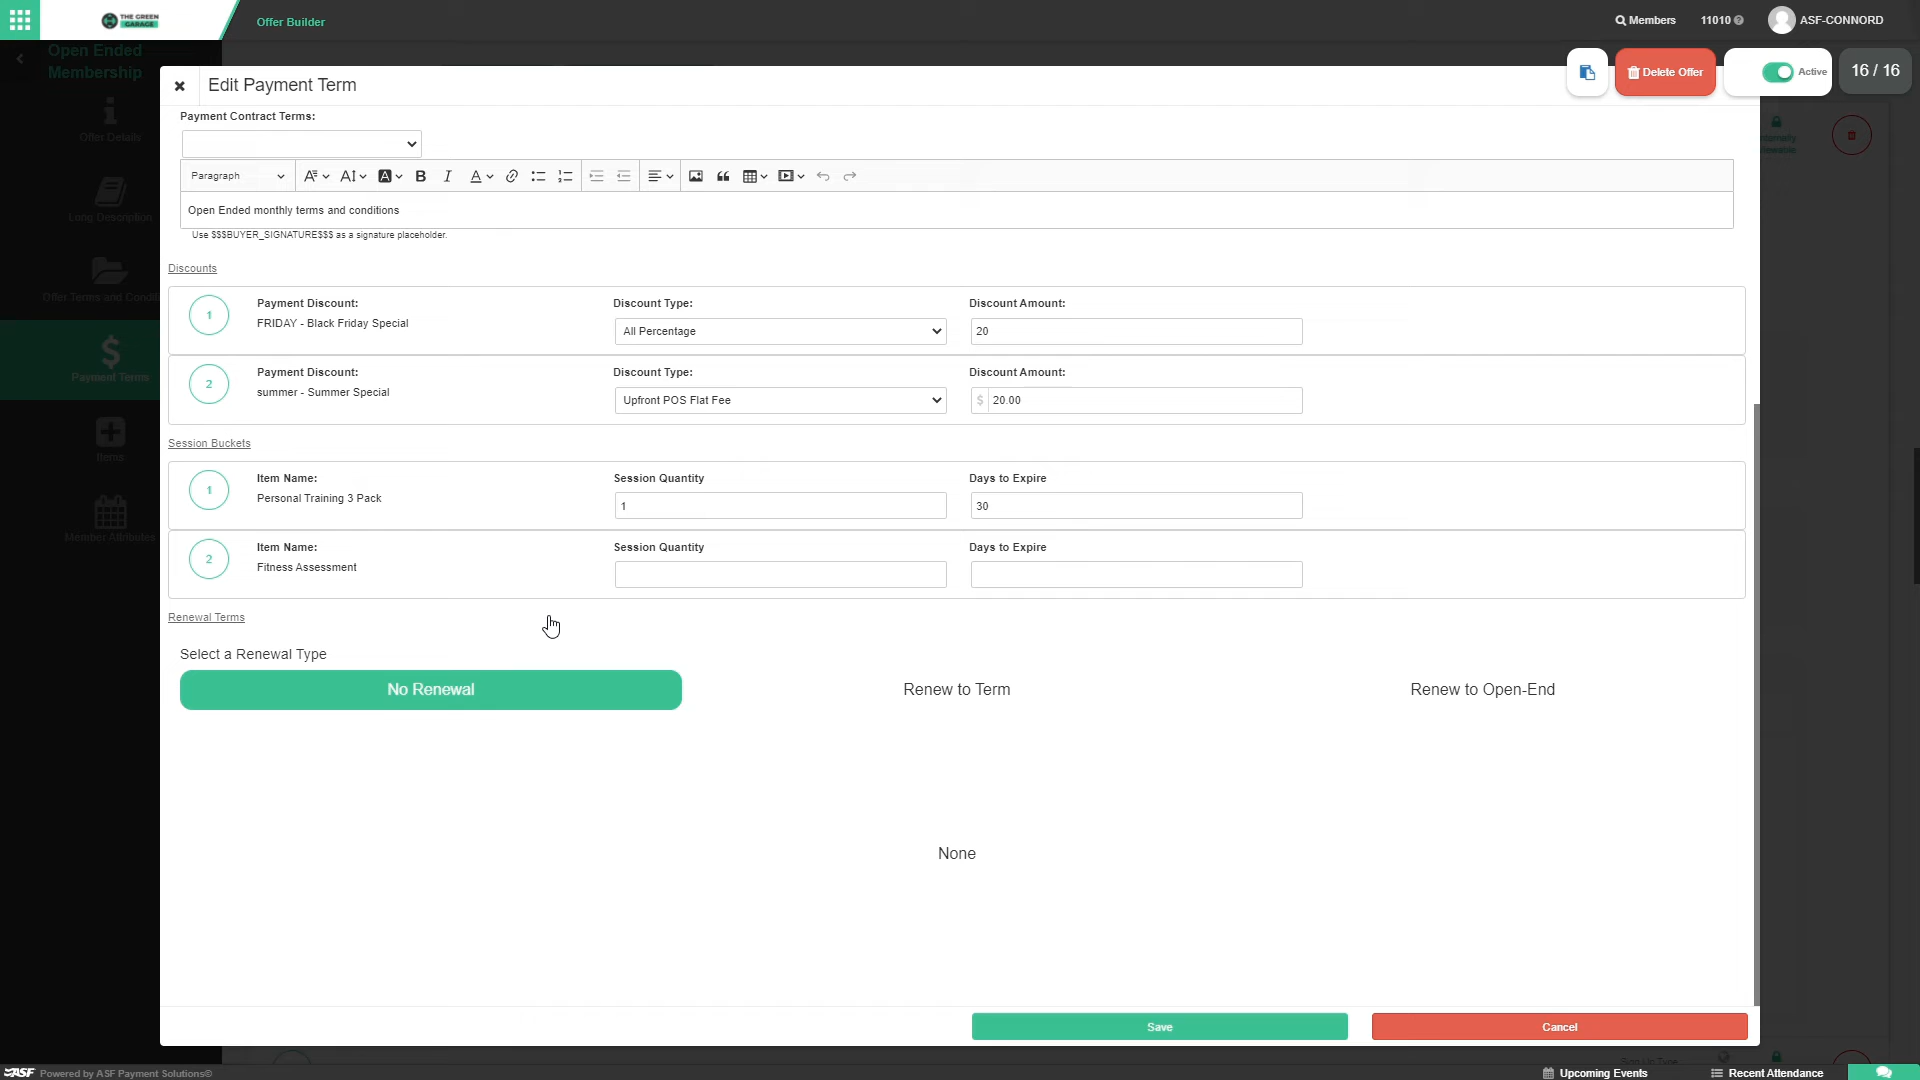 THE GREEN
GARAGE
Offer Builder
Members
11010
ASF-CONNORD
Open Ended
Membership
Edit Payment Term
Delete Offer
Active
16 / 16
Offer Details
Long Description
Payment Terms
Items
Member Attributes
Payment Contract Terms:
Paragraph
Open Ended monthly terms and conditions
Use $$$BUYER_SIGNATURE$$$ as a signature placeholder.
Discounts
1
Payment Discount:
FRIDAY - Black Friday Special
Discount Type:
All Percentage
Discount Amount:
20
2
Payment Discount:
summer - Summer Special
Discount Type:
Upfront POS Flat Fee
Discount Amount:
$ 20.00
Session Buckets
1
Item Name:
Personal Training 3 Pack
Session Quantity
1
Days to Expire
30
2
Item Name:
Fitness Assessment
Session Quantity
Days to Expire
Renewal Terms
Select a Renewal Type
No Renewal
Renew to Term
Renew to Open-End
None
Save
Cancel
ASF Powered by ASF Payment Solutions©
Upcoming Events
Recent Attendance